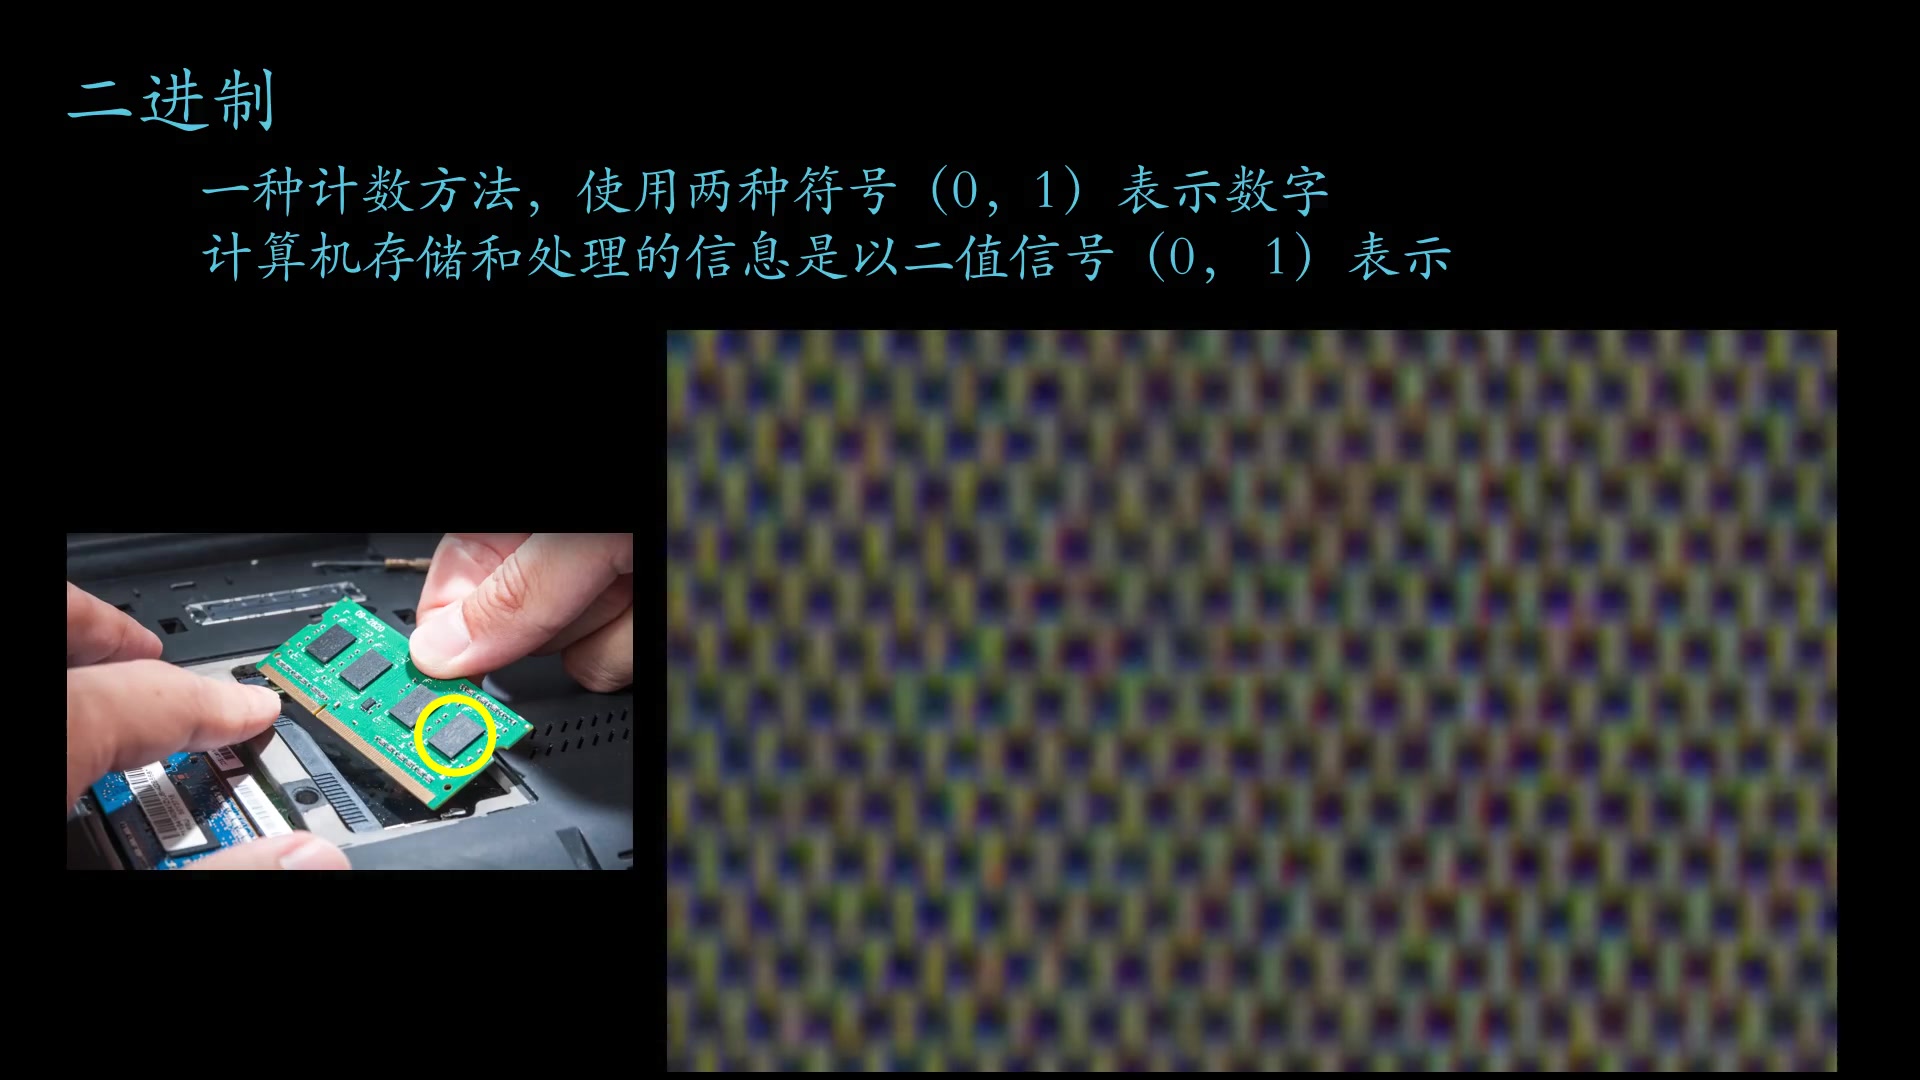 二进制
一种计数方法，使用两种符号（0，1）表示数字
计算机存储和处理的信息是以二值信号（0， 1）表示